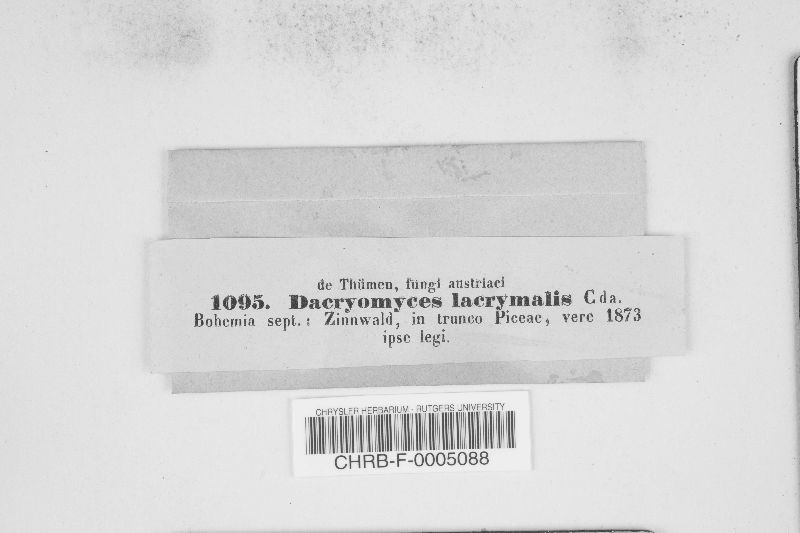 de Thümen, fungi austriaci
1095. Dacryomyces lacrymalis Cda.
Bohemia sept.: Zinnwald, in trunco Piceae, vere 1873
ipse legi.
CHRYSLER HERBARIUM - RUTGERS UNIVERSITY
CHRB-F-0005088